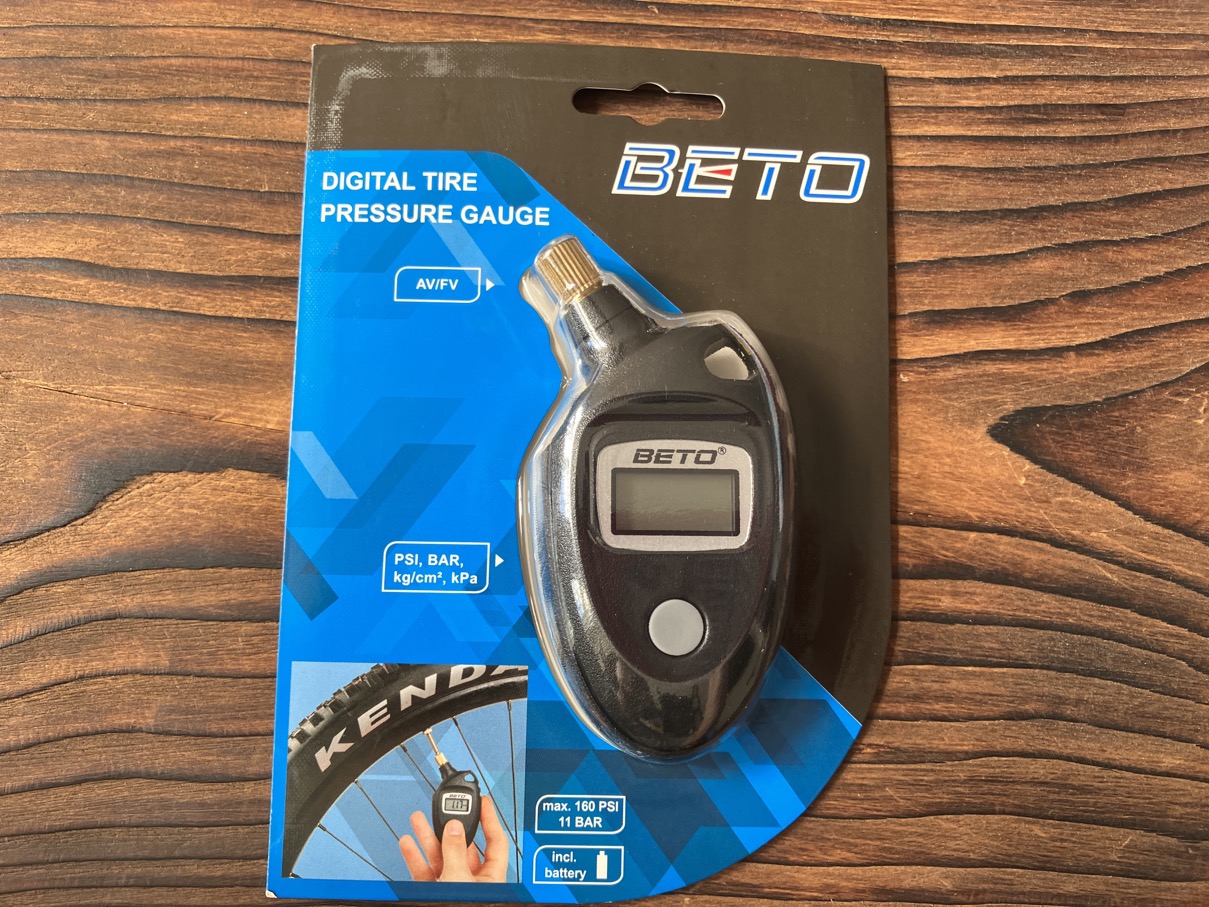 BETO
DIGITAL TIRE
PRESSURE GAUGE
AV/FV
BETO®
PSI, BAR,
kg/cm², kPa
KENDA
BETO
max. 160 PSI
11 BAR
incl.
battery